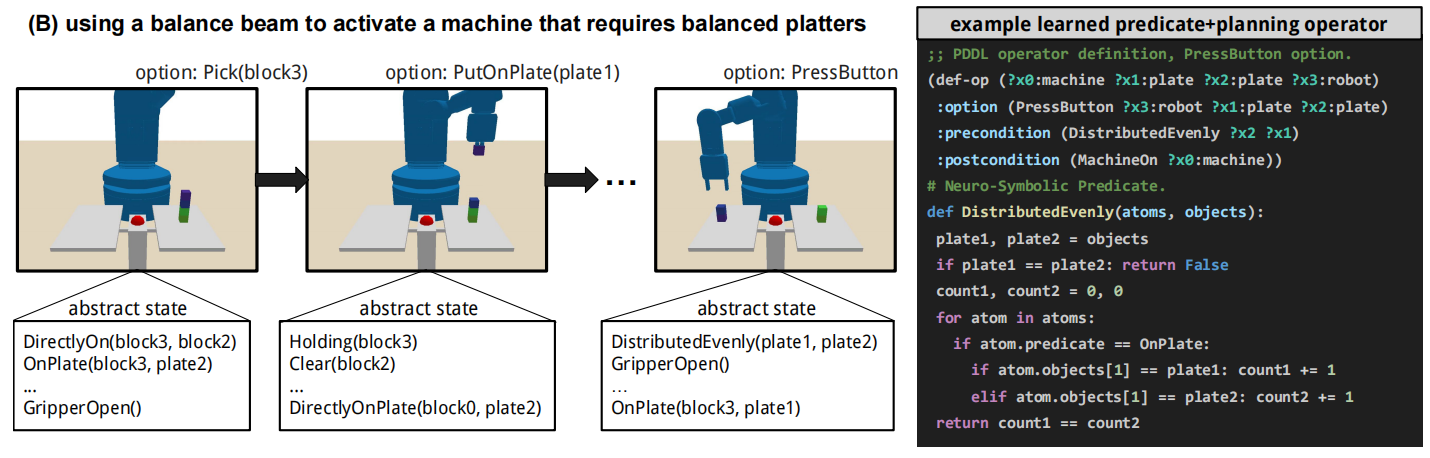 (B) using a balance beam to activate a machine that requires balanced platters
option: Pick(block3)
option: PutOnPlate(plate1)
option: PressButton
...
abstract state
DirectlyOn(block3, block2)
OnPlate(block3, plate2)
...
GripperOpen()
abstract state
Holding(block3)
Clear(block2)
...
DirectlyOnPlate(block0, plate2)
abstract state
DistributedEvenly(plate1, plate2)
GripperOpen()
...
OnPlate(block3, plate1)
example learned predicate+planning operator
;; PDDL operator definition, PressButton option.
(def-op (?x0:machine ?x1:plate ?x2:plate ?x3:robot)
:option (PressButton ?x3:robot ?x1:plate ?x2:plate)
:precondition (DistributedEvenly ?x2 ?x1)
:postcondition (MachineOn ?x0:machine))
# Neuro-Symbolic Predicate.
def DistributedEvenly(atoms, objects):
plate1, plate2 = objects
if plate1 == plate2: return False
count1, count2 = 0, 0
for atom in atoms:
if atom.predicate == OnPlate:
if atom.objects[1] == plate1: count1 += 1
elif atom.objects[1] == plate2: count2 += 1
return count1 == count2